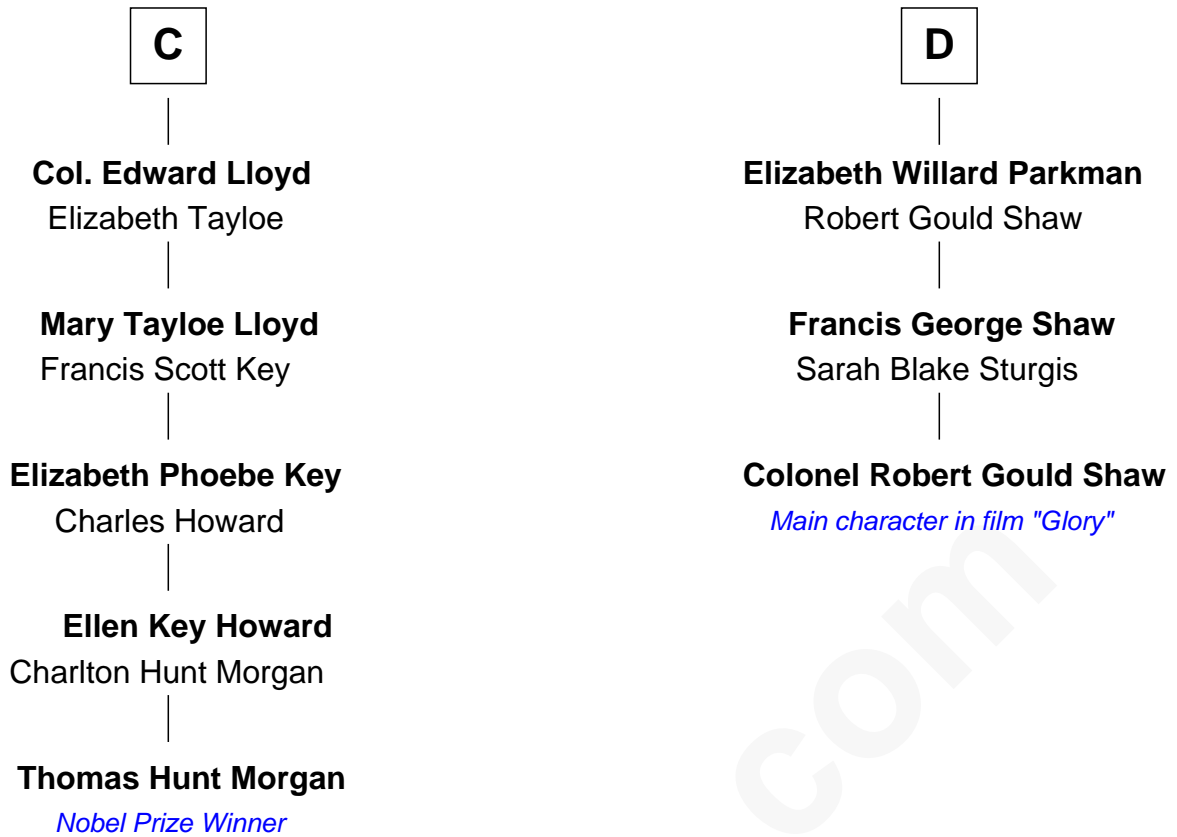 C
Col. Edward Lloyd
Elizabeth Tayloe
Mary Tayloe Lloyd
Francis Scott Key
Elizabeth Phoebe Key
Charles Howard
Ellen Key Howard
Charlton Hunt Morgan
Thomas Hunt Morgan
Nobel Prize Winner
D
Elizabeth Willard Parkman
Robert Gould Shaw
Francis George Shaw
Sarah Blake Sturgis
Colonel Robert Gould Shaw
Main character in film "Glory"
com